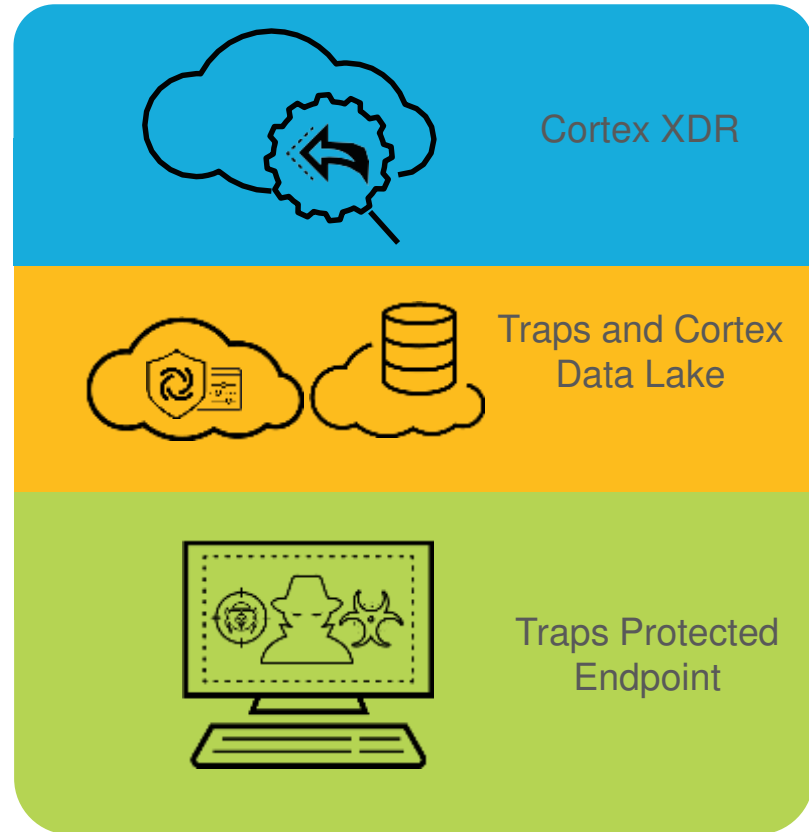 Cortex XDR
Traps and Cortex
Data Lake
Traps Protected
Endpoint